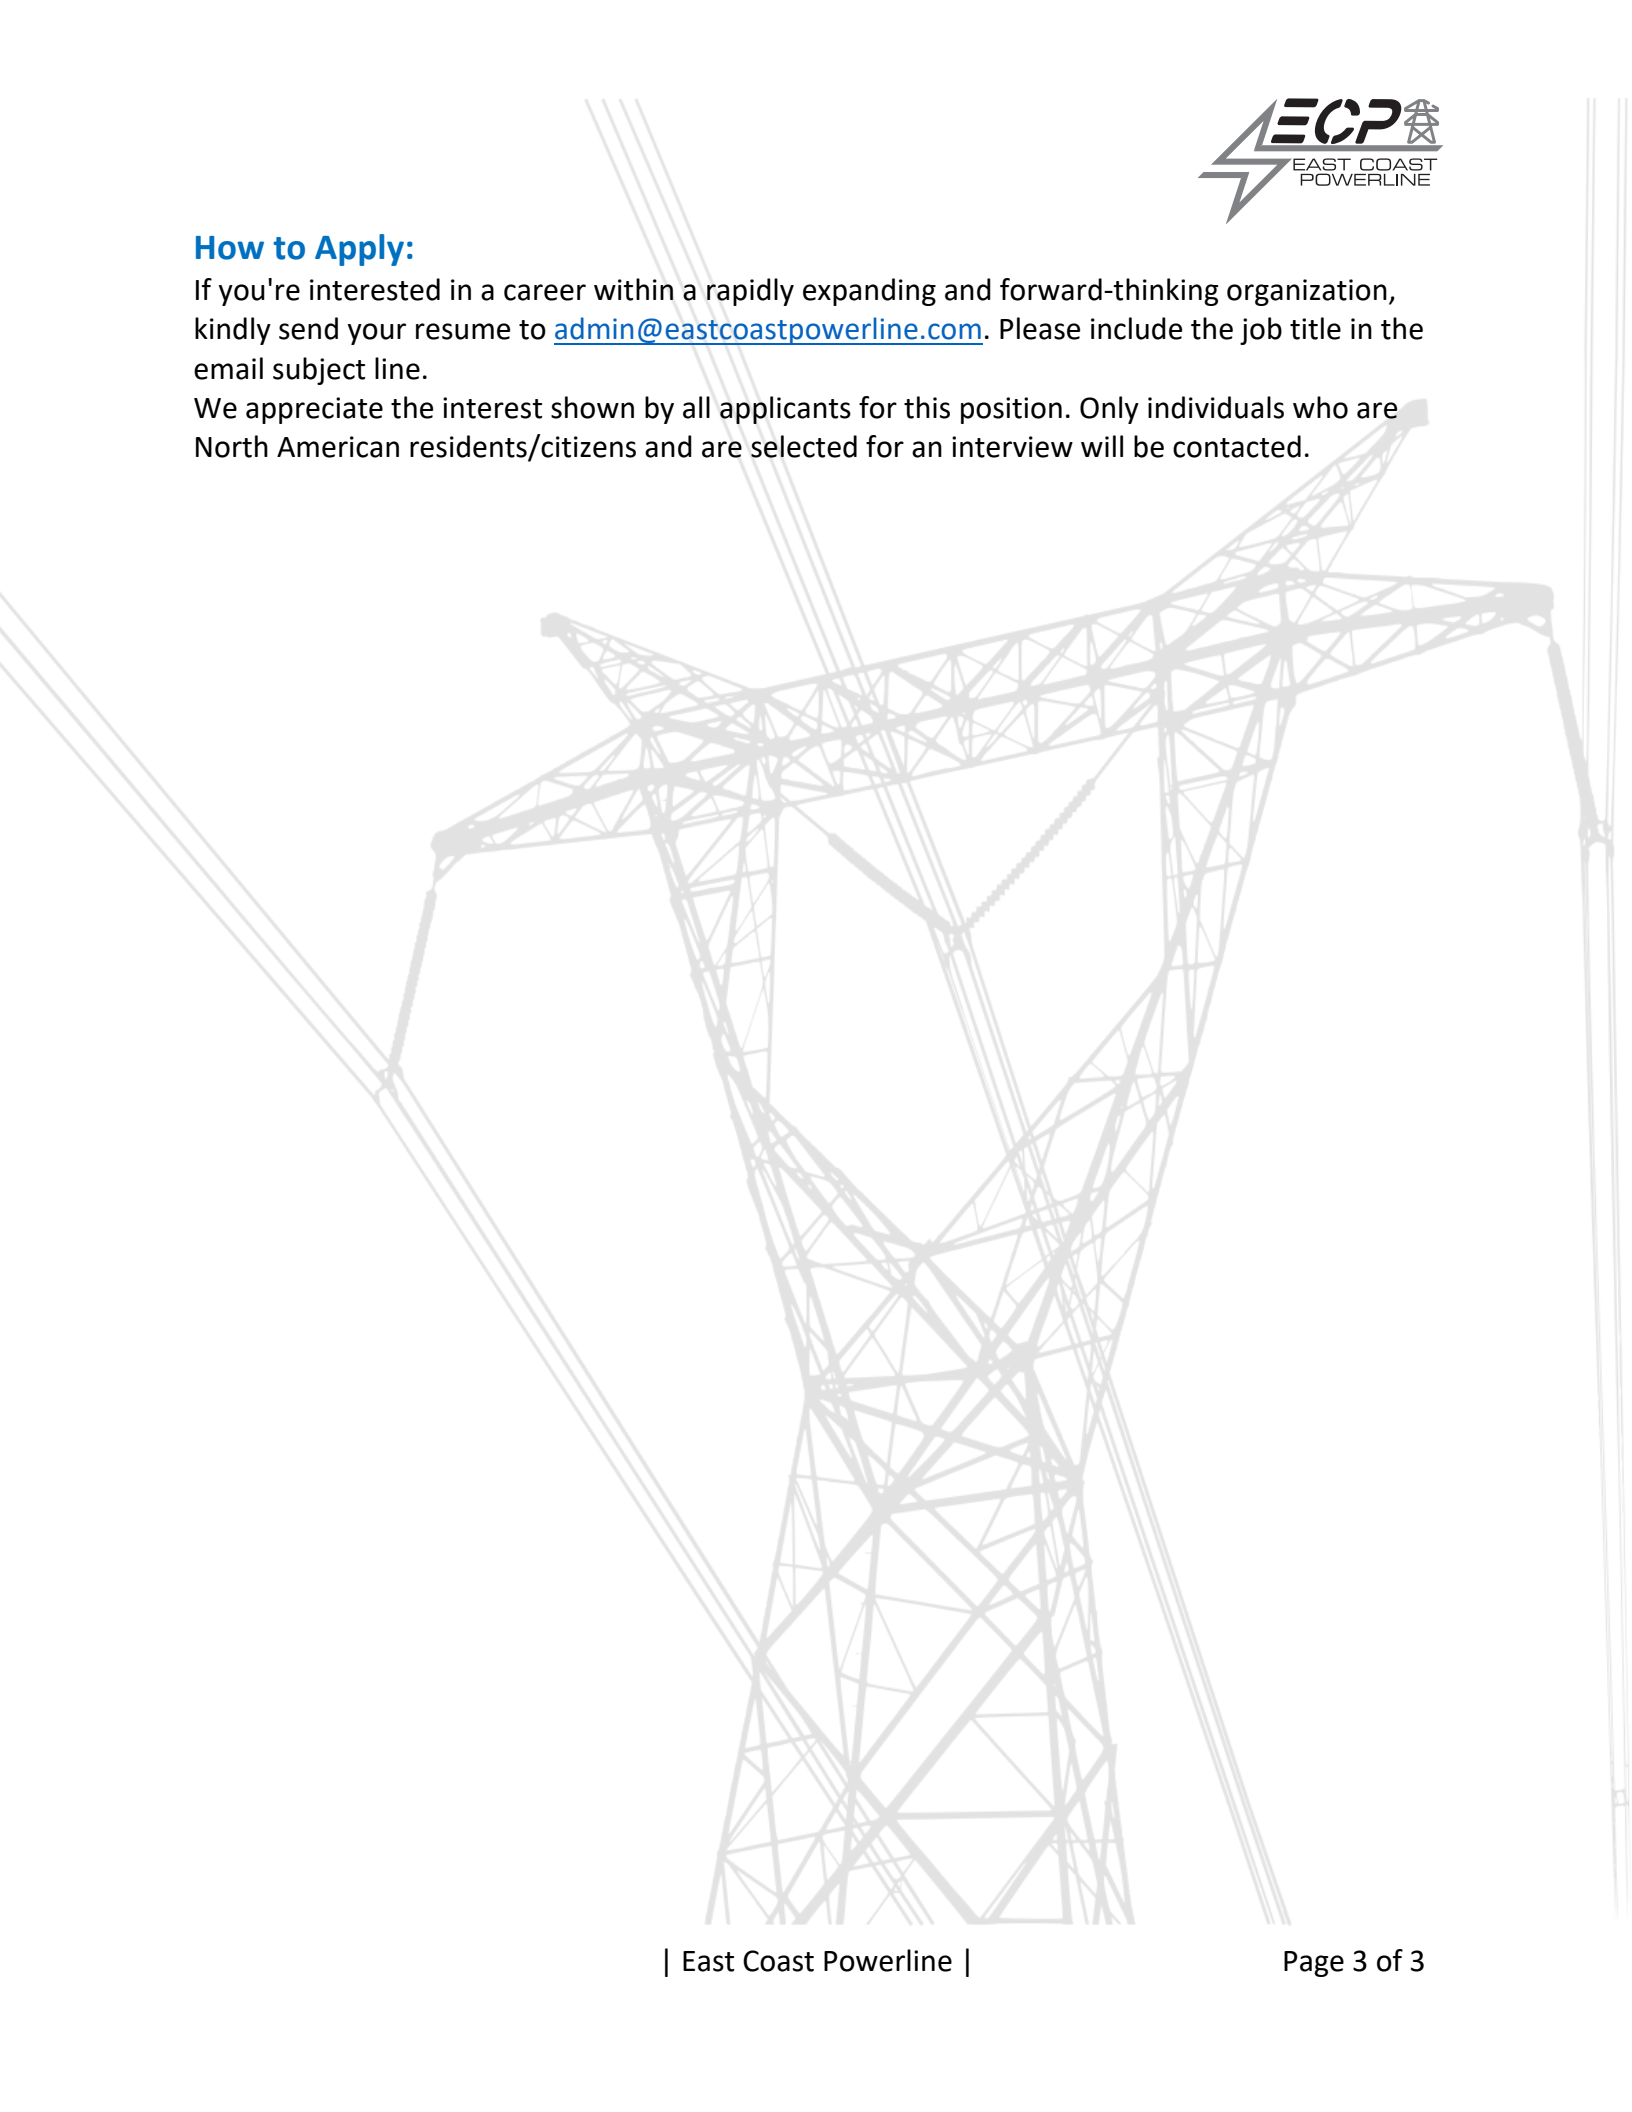 ECP
EAST COAST
POWERLINE
How to Apply:
If you're interested in a career within a rapidly expanding and forward-thinking organization,
kindly send your resume to admin@eastcoastpowerline.com. Please include the job title in the
email subject line.
We appreciate the interest shown by all applicants for this position. Only individuals who are
North American residents/citizens and are selected for an interview will be contacted.
| East Coast Powerline | Page 3 of 3